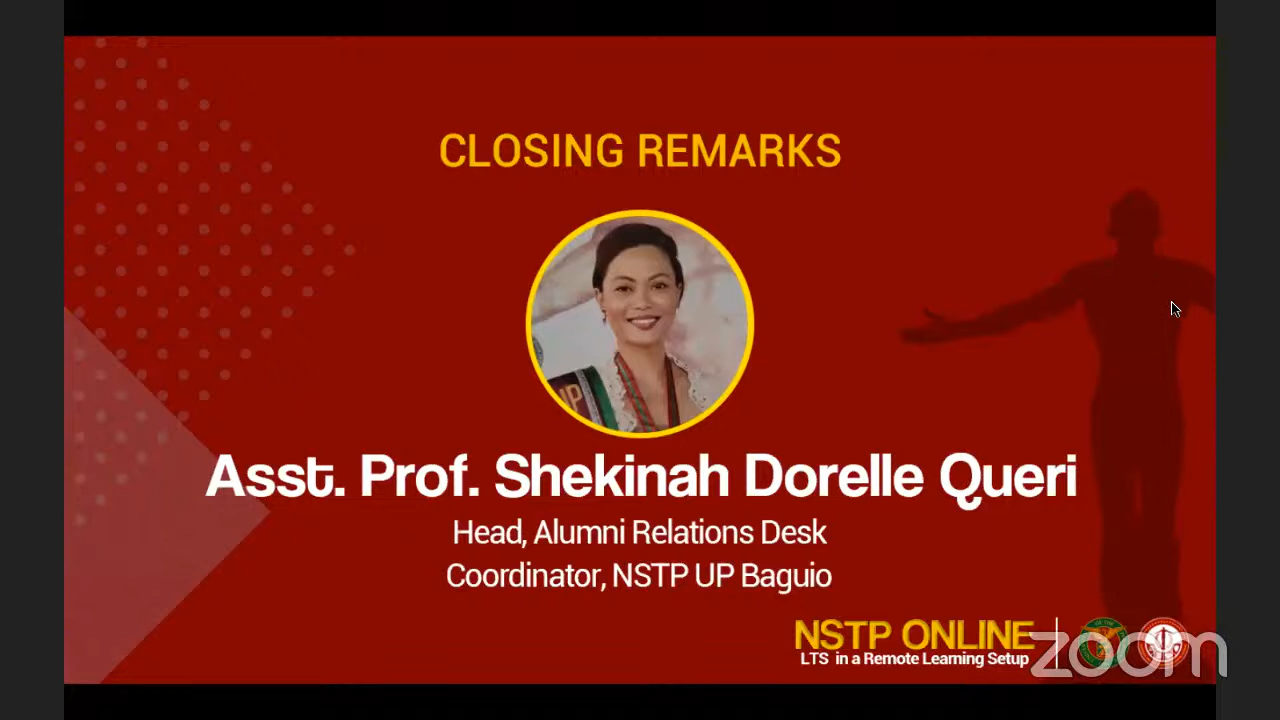 CLOSING REMARKS
UP
Asst. Prof. Shekinah Dorelle Queri
Head, Alumni Relations Desk
Coordinator, NSTP UP Baguio
NSTP ONLINE
LTS in a Remote Learning Setup
zoom